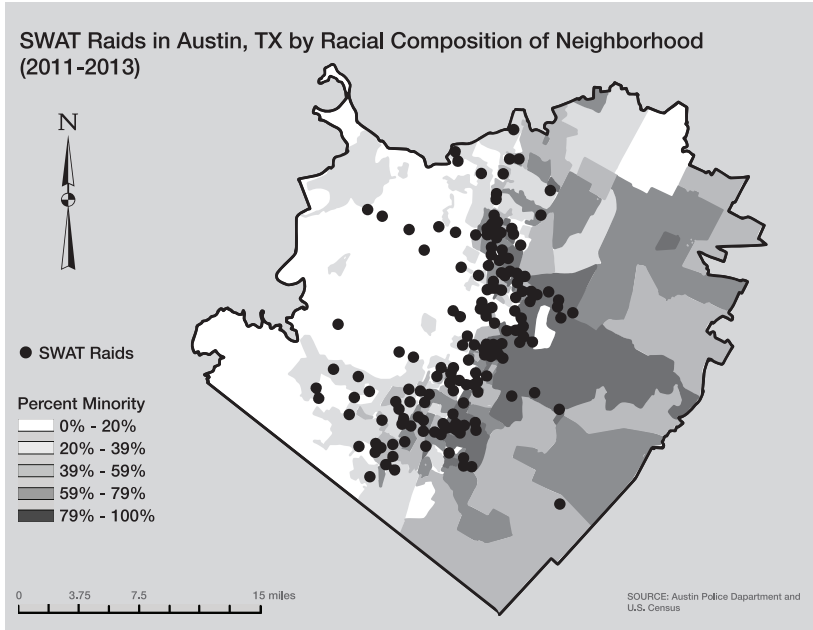 SWAT Raids in Austin, TX by Racial Composition of Neighborhood
(2011-2013)
N
SWAT Raids
Percent Minority
0% - 20%
20% - 39%
39% - 59%
59% - 79%
79% - 100%
0 3.75 7.5 15 miles
SOURCE: Austin Police Dapartment and
U.S. Census